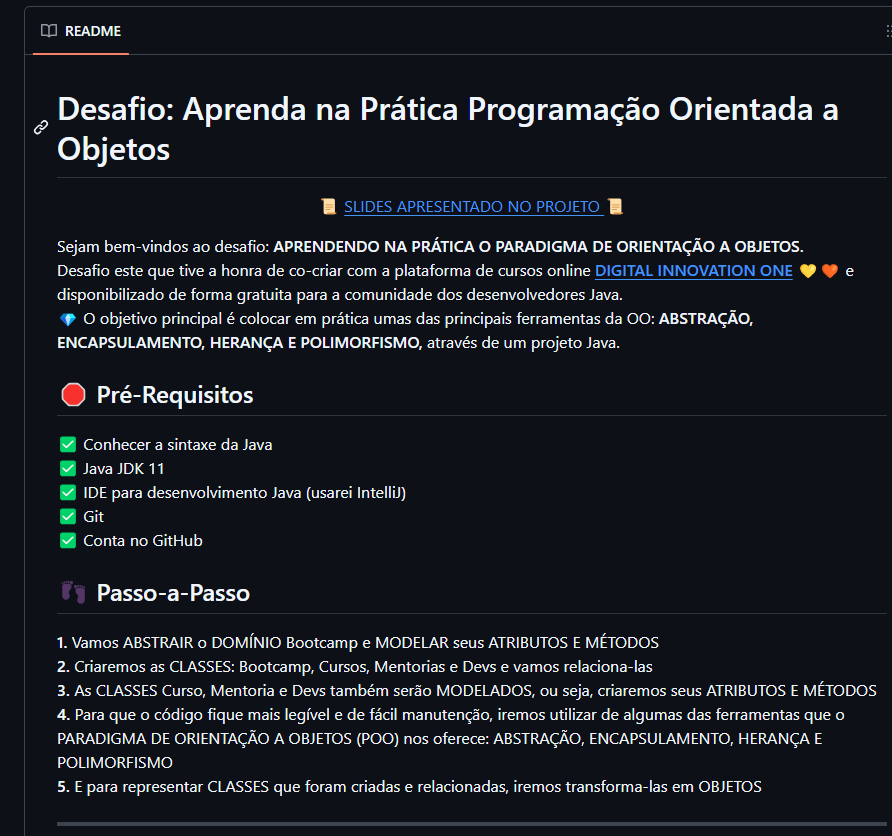 README
Desafio: Aprenda na Prática Programação Orientada a
Objetos
📜 SLIDES APRESENTADO NO PROJETO 📜
Sejam bem-vindos ao desafio: APRENDENDO NA PRÁTICA O PARADIGMA DE ORIENTAÇÃO A OBJETOS.
Desafio este que tive a honra de co-criar com a plataforma de cursos online DIGITAL INNOVATION ONE 💛 🧡 e
disponibilizado de forma gratuita para a comunidade dos desenvolvedores Java.
💎 O objetivo principal é colocar em prática umas das principais ferramentas da OO: ABSTRAÇÃO,
ENCAPSULAMENTO, HERANÇA E POLIMORFISMO, através de um projeto Java.
🛑 Pré-Requisitos
✅ Conhecer a sintaxe da Java
✅ Java JDK 11
✅ IDE para desenvolvimento Java (usarei IntelliJ)
✅ Git
✅ Conta no GitHub
👣 Passo-a-Passo
1. Vamos ABSTRAIR o DOMÍNIO Bootcamp e MODELAR seus ATRIBUTOS E MÉTODOS
2. Criaremos as CLASSES: Bootcamp, Cursos, Mentorias e Devs e vamos relaciona-las
3. As CLASSES Curso, Mentoria e Devs também serão MODELADOS, ou seja, criaremos seus ATRIBUTOS E MÉTODOS
4. Para que o código fique mais legível e de fácil manutenção, iremos utilizar de algumas das ferramentas que o
PARADIGMA DE ORIENTAÇÃO A OBJETOS (POO) nos oferece: ABSTRAÇÃO, ENCAPSULAMENTO, HERANÇA E
POLIMORFISMO
5. E para representar CLASSES que foram criadas e relacionadas, iremos transforma-las em OBJETOS